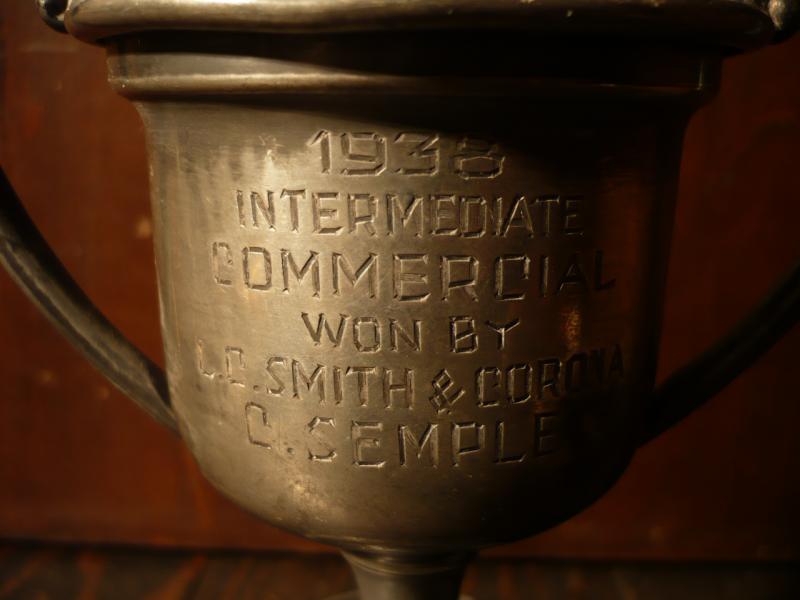 1938
INTERMEDIATE
COMMERCIAL
WON BY
L.C. SMITH & CORONA
C. SEMPLE